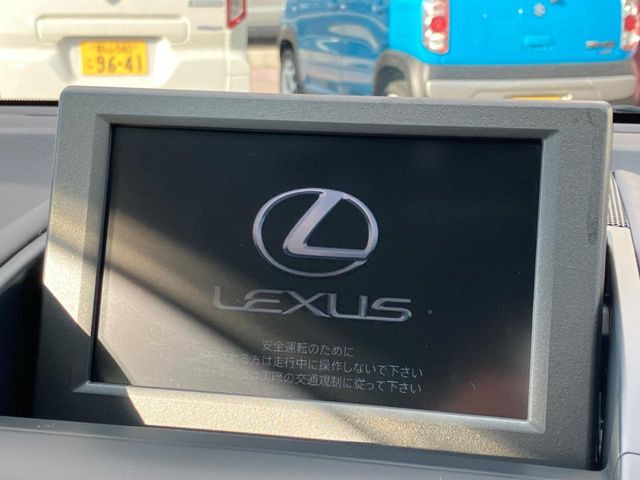 96-41
LEXUS
安全運転のために
方は走行中に操作しないで下さい
の交通規制に従って下さい